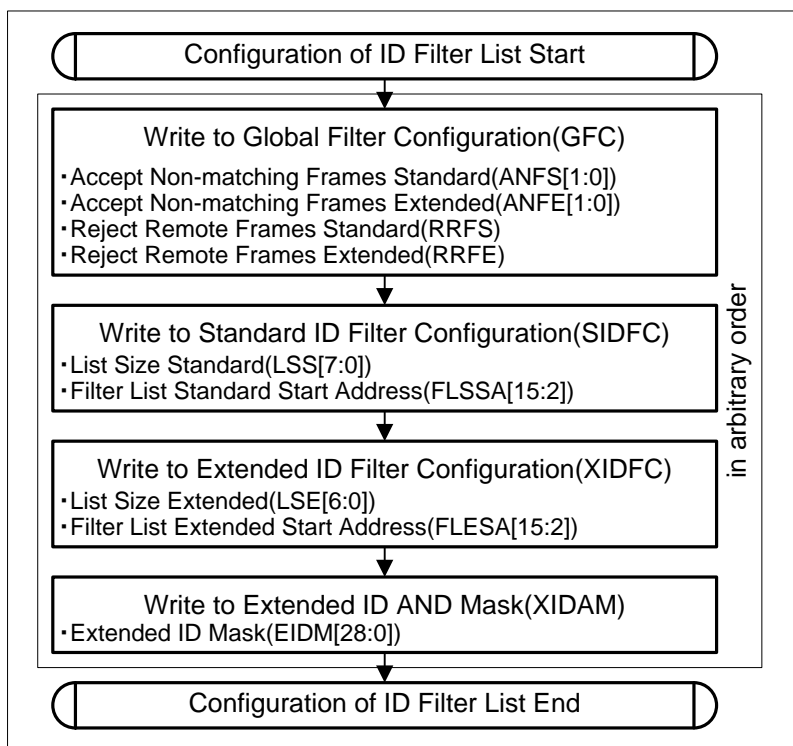 Configuration of ID Filter List Start
Write to Global Filter Configuration(GFC)
・Accept Non-matching Frames Standard(ANFS[1:0])
・Accept Non-matching Frames Extended(ANFE[1:0])
・Reject Remote Frames Standard(RRFS)
・Reject Remote Frames Extended(RRFE)
Write to Standard ID Filter Configuration(SIDFC)
・List Size Standard(LSS[7:0])
・Filter List Standard Start Address(FLSSA[15:2])
Write to Extended ID Filter Configuration(XIDFC)
・List Size Extended(LSE[6:0])
・Filter List Extended Start Address(FLESA[15:2])
Write to Extended ID AND Mask(XIDAM)
・Extended ID Mask(EIDM[28:0])
in arbitrary order
Configuration of ID Filter List End